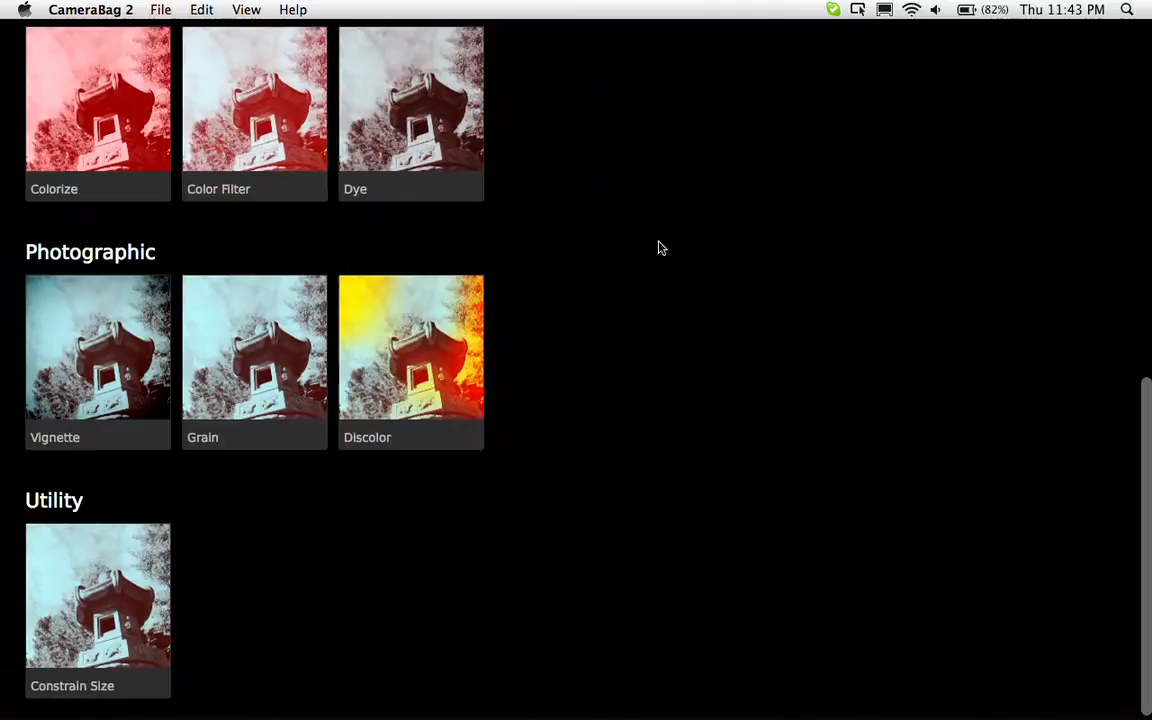 CameraBag 2 File Edit View Help (82%) Thu 11:43 PM
Colorize Color Filter Dye
Photographic
Vignette Grain Discolor
Utility
Constrain Size